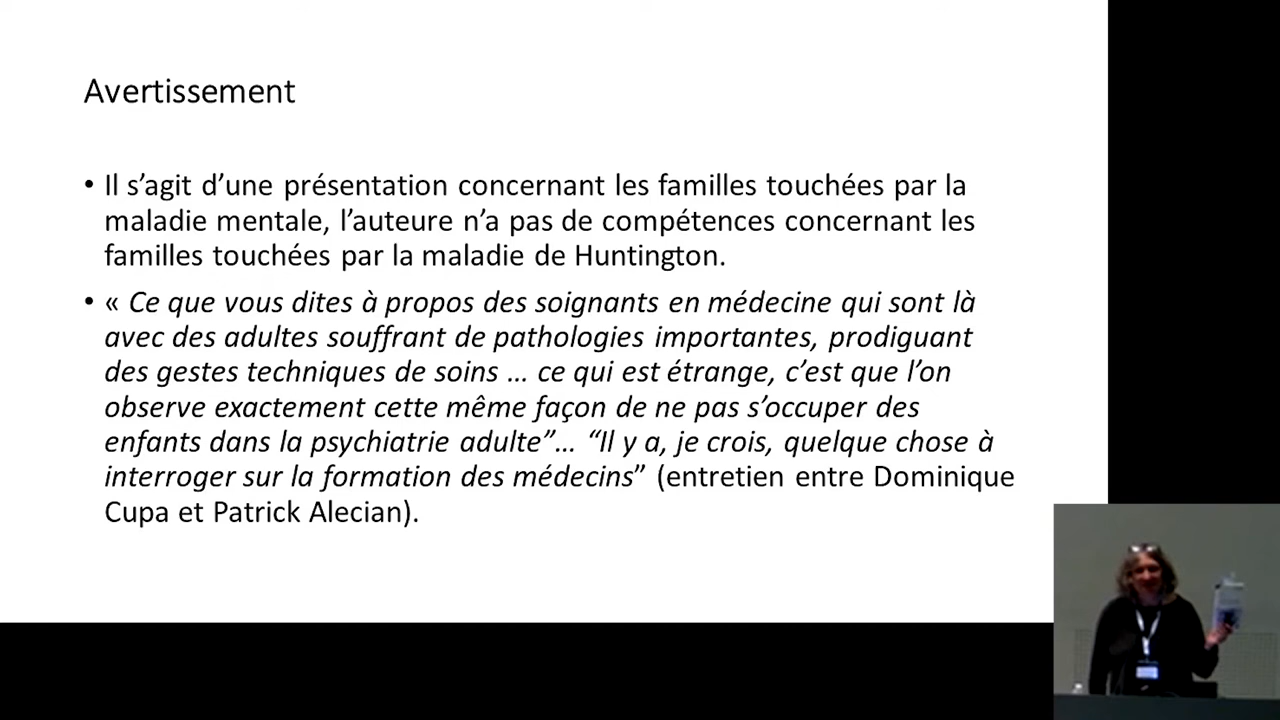 Avertissement
• Il s’agit d’une présentation concernant les familles touchées par la
maladie mentale, l’auteure n’a pas de compétences concernant les
familles touchées par la maladie de Huntington.
• « Ce que vous dites à propos des soignants en médecine qui sont là
avec des adultes souffrant de pathologies importantes, prodiguant
des gestes techniques de soins … ce qui est étrange, c’est que l’on
observe exactement cette même façon de ne pas s’occuper des
enfants dans la psychiatrie adulte”… “Il y a, je crois, quelque chose à
interroger sur la formation des médecins” (entretien entre Dominique
Cupa et Patrick Alecian).